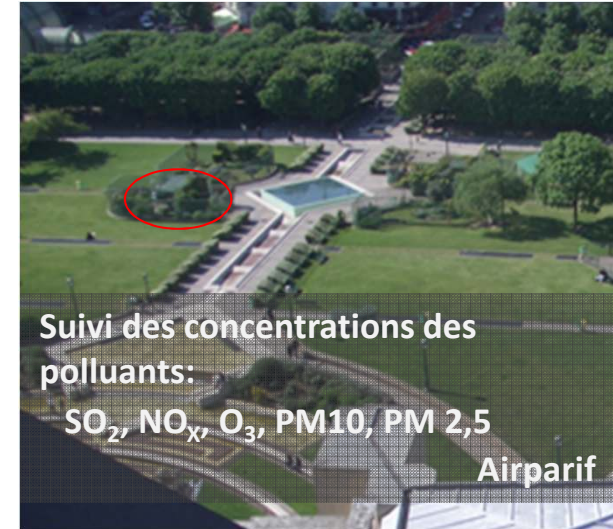 Suivi des concentrations des
polluants:
SO₂, NOₓ, O₃, PM10, PM 2,5
Airparif